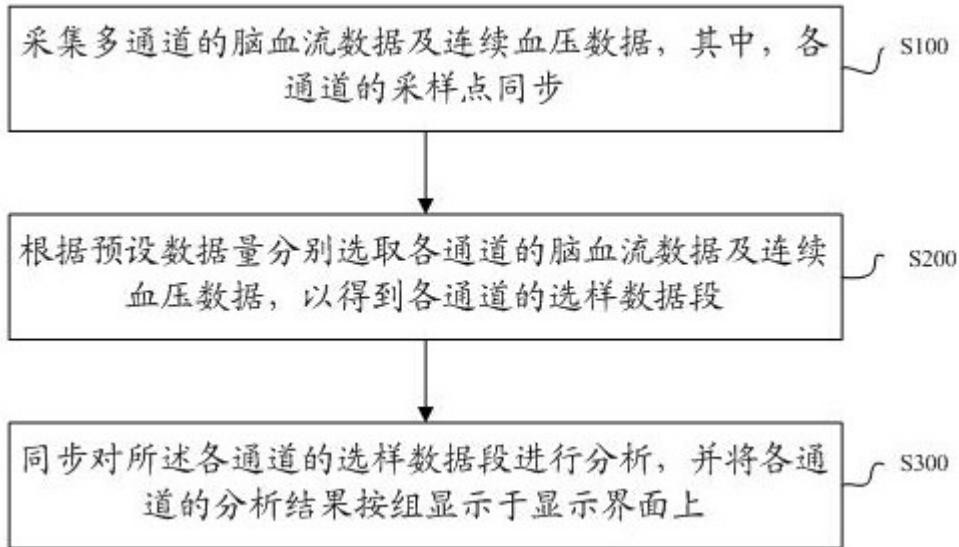 采集多通道的脑血流数据及连续血压数据，其中，各
通道的采样点同步
S100
根据预设数据量分别选取各通道的脑血流数据及连续
血压数据，以得到各通道的选样数据段
S200
同步对所述各通道的选样数据段进行分析，并将各通
道的分析结果按组显示于显示界面上
S300